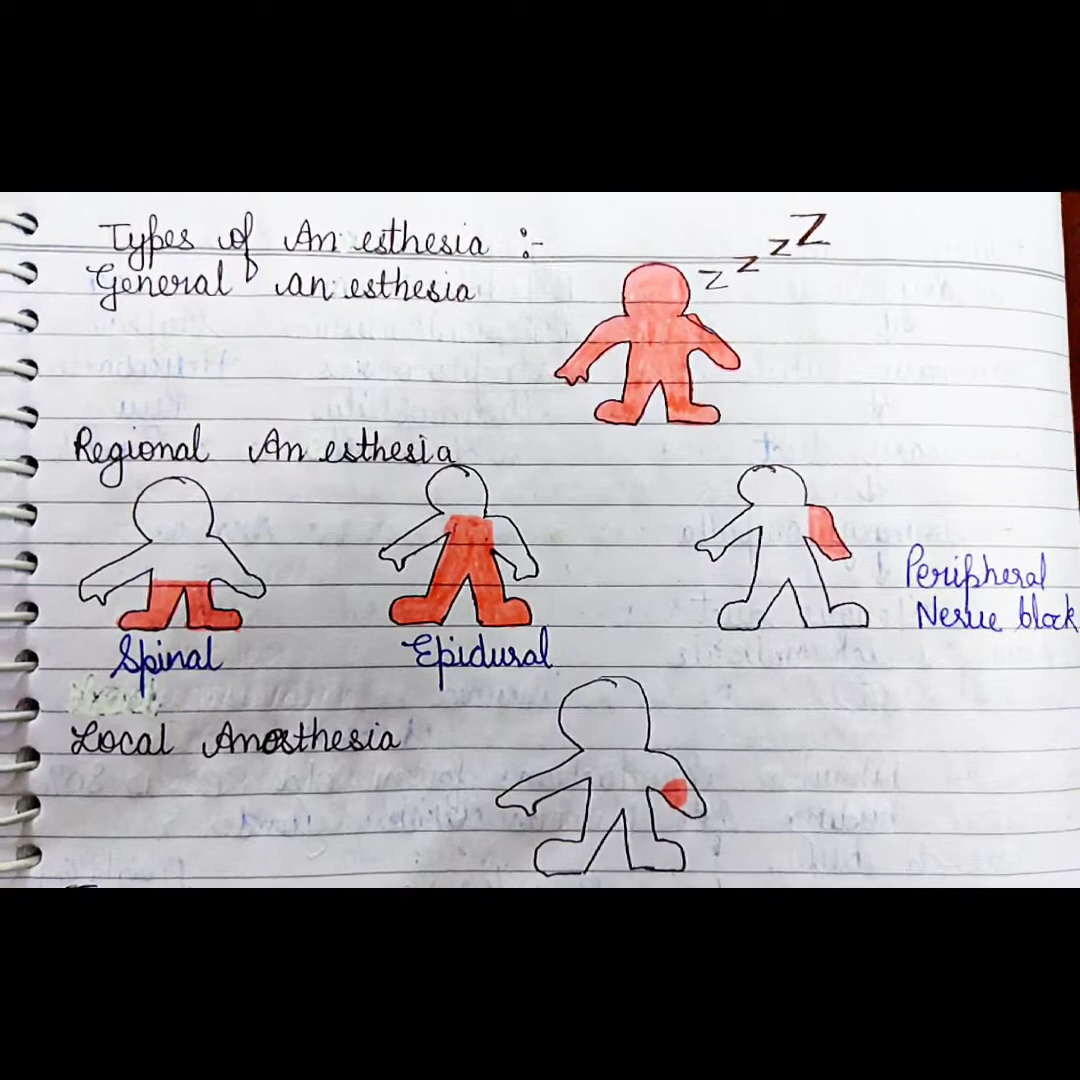 Types of Anesthesia :-
General anesthesia
z z z Z
Regional Anesthesia
Spinal
Epidural
Peripheral
Nerve block
Local Anesthesia